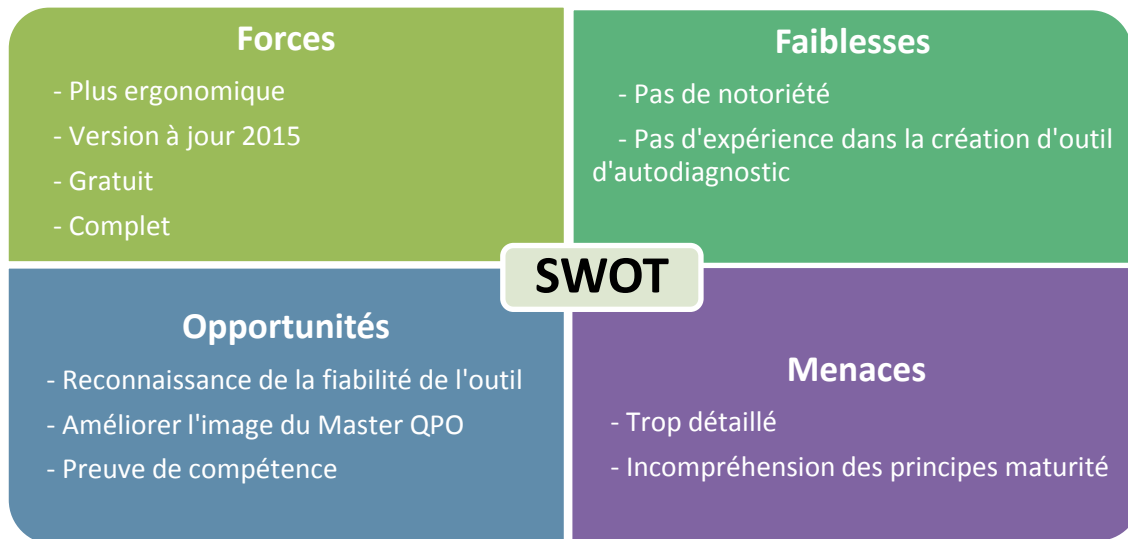 Forces
- Plus ergonomique
- Version à jour 2015
- Gratuit
- Complet
Faiblesses
- Pas de notoriété
- Pas d'expérience dans la création d'outil
d'autodiagnostic
SWOT
Opportunités
- Reconnaissance de la fiabilité de l'outil
- Améliorer l'image du Master QPO
- Preuve de compétence
Menaces
- Trop détaillé
- Incompréhension des principes maturité